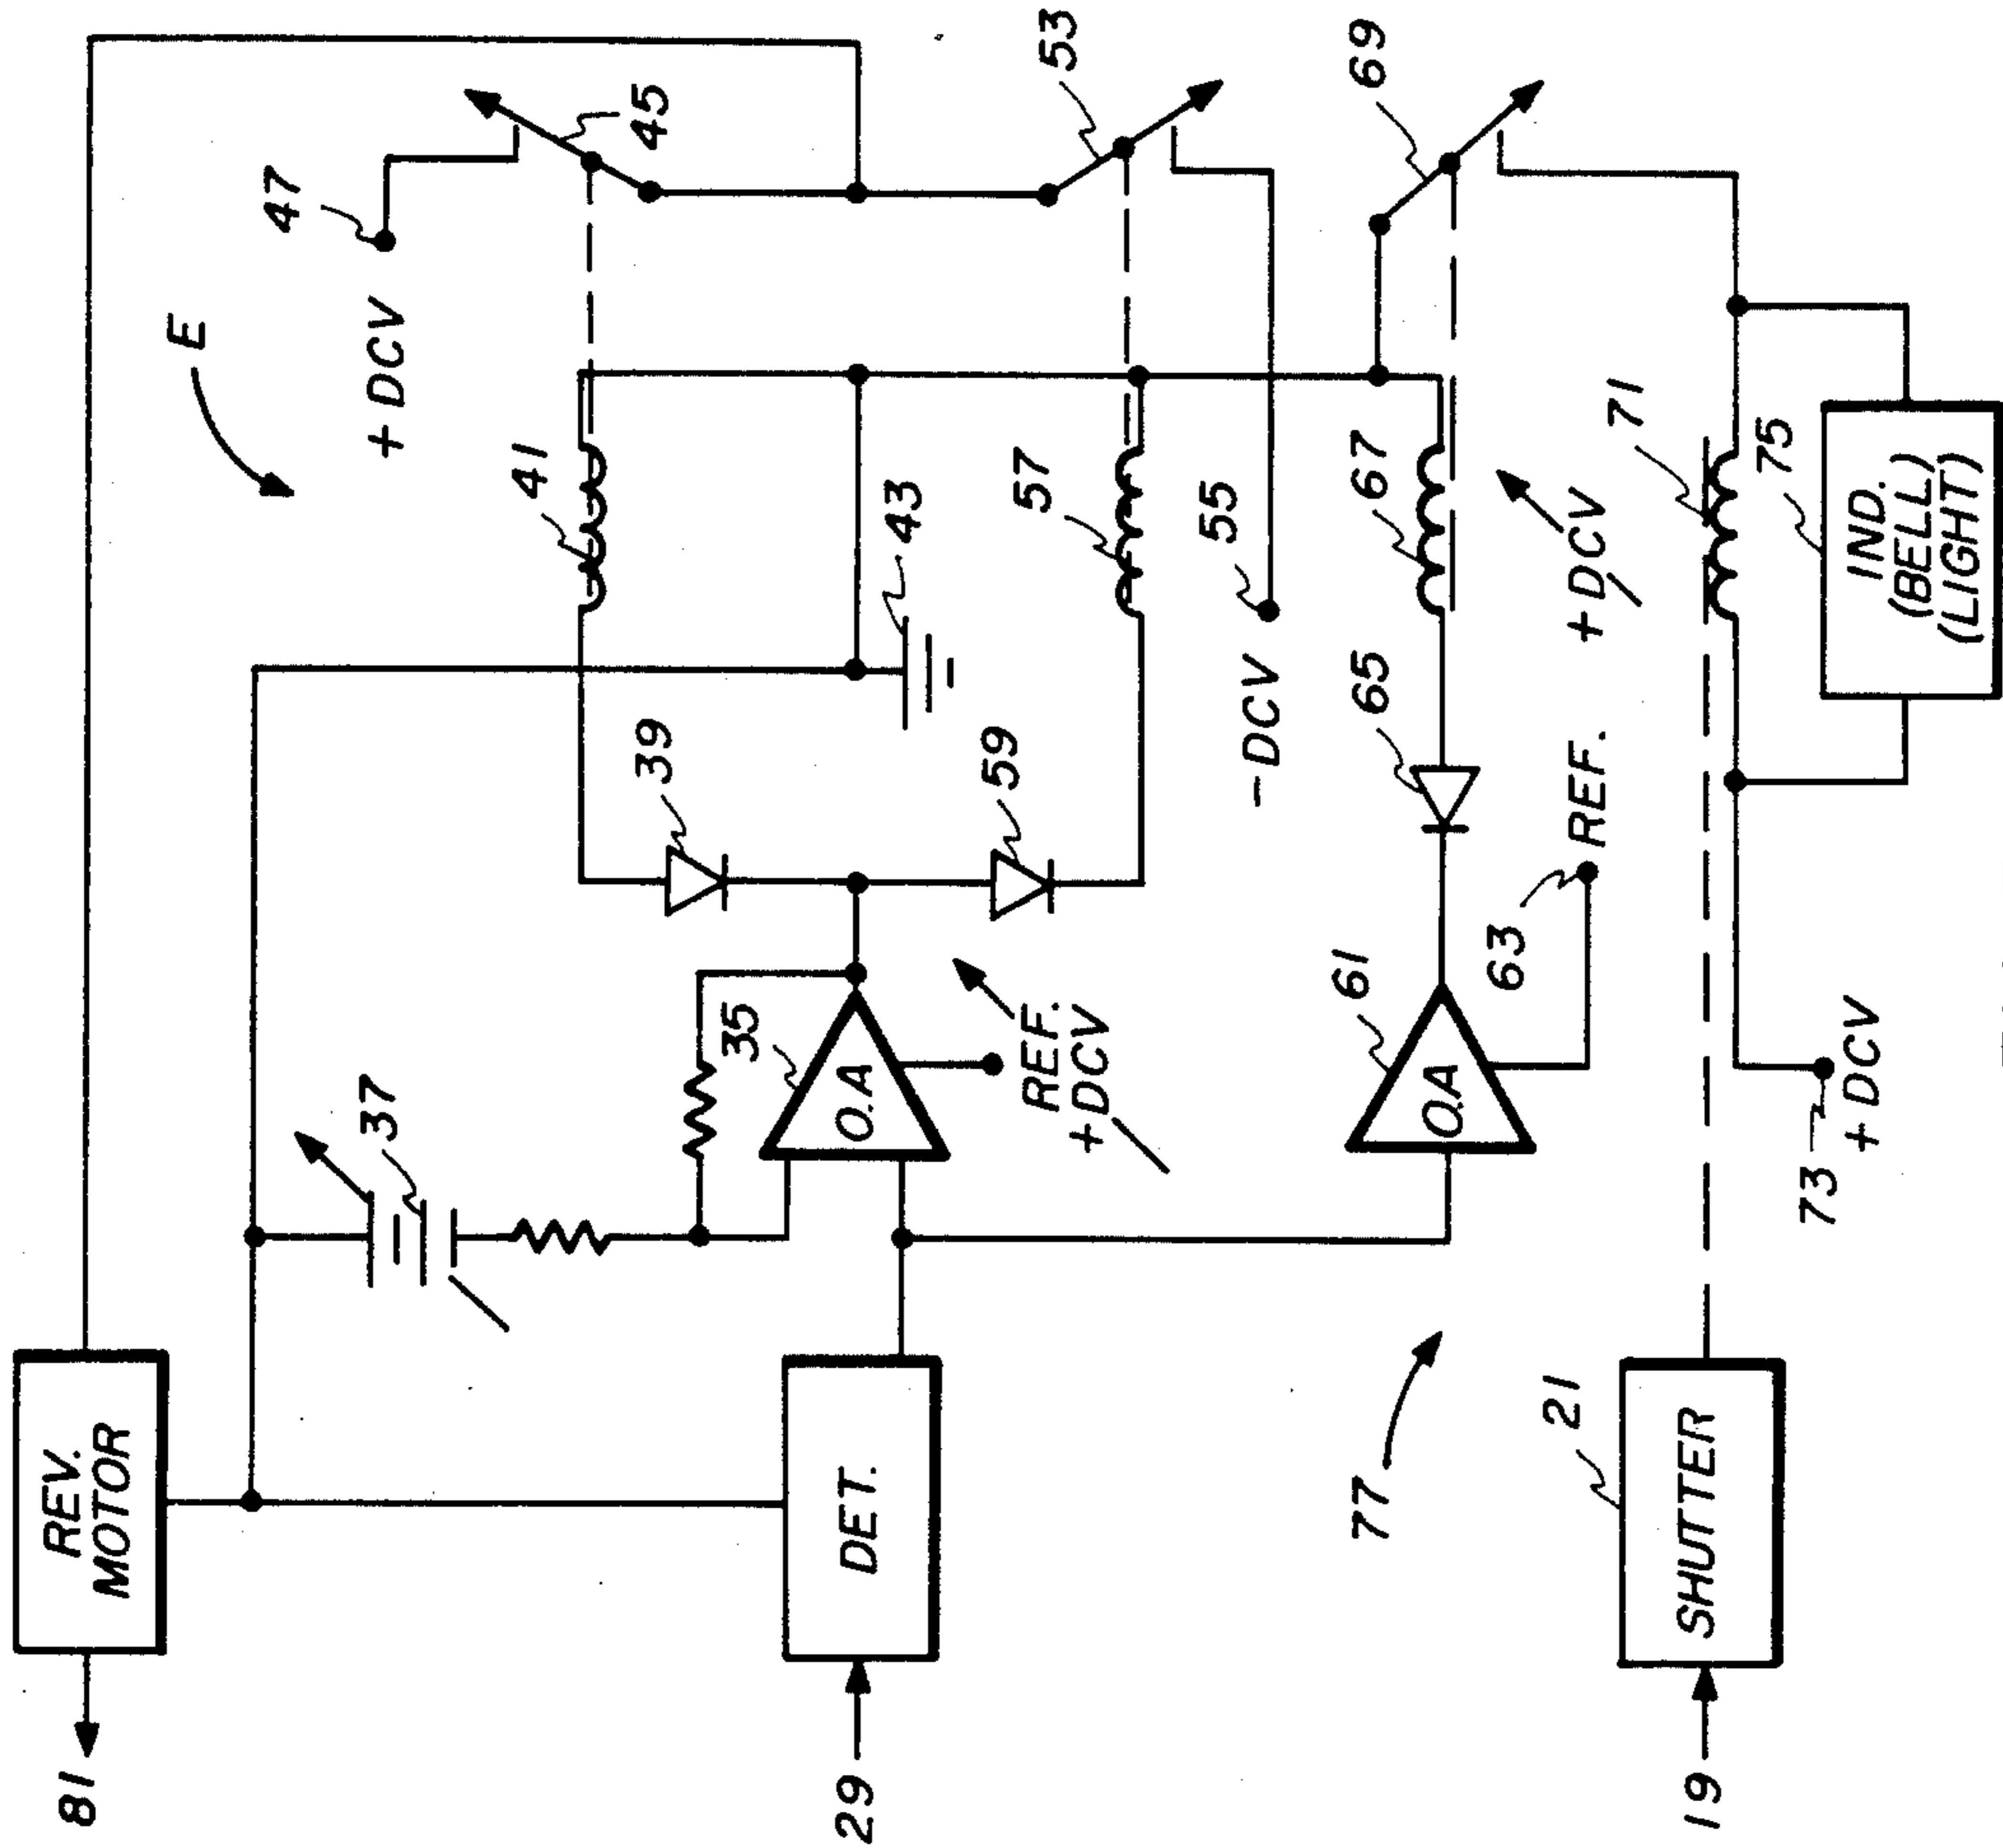 81
REV.
MOTOR
E
47
+DCV
37
41
45
39
35
O.A
29
DET.
43
59
57
53
REF.
+DCV
55
-DCV
77
61
65
67
69
O.A
63
21
REF.
+DCV
71
19
SHUTTER
75
73
+DCV
IND.
(BELL)
(LIGHT)